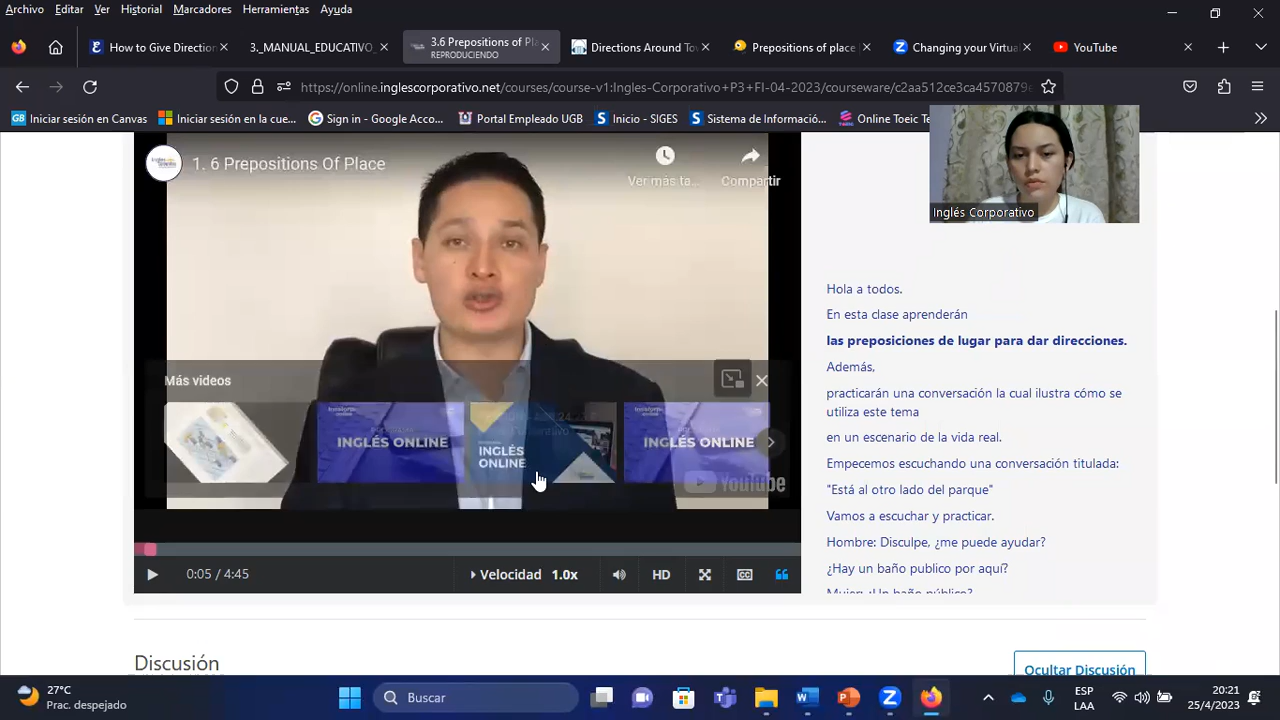 Archivo Editar Ver Historial Marcadores Herramientas Ayuda
How to Give Direction
3._MANUAL_EDUCATIVO_
3.6 Prepositions of Pla
REPRODUCIENDO
Directions Around Tov
Prepositions of place
Changing your Virtual
YouTube
https://online.inglescorporativo.net/courses/course-v1:Ingles-Corporativo+P3+FI-04-2023/courseware/c2aa512ce3ca4570879e
Iniciar sesión en Canvas
Iniciar sesión en la cue...
Sign in - Google Acco...
Portal Empleado UGB
Inicio - SIGES
Sistema de Informació...
Online Toeic Te
1. 6 Prepositions Of Place
Ver más ta...
Compartir
Inglés Corporativo
Más videos
INGLÉS ONLINE
INGLÉS
ONLINE
INGLÉS ONLINE
YouTube
0:05 / 4:45
Velocidad 1.0x
HD
Hola a todos.
En esta clase aprenderán
las preposiciones de lugar para dar direcciones.
Además,
practicarán una conversación la cual ilustra cómo se
utiliza este tema
en un escenario de la vida real.
Empecemos escuchando una conversación titulada:
"Está al otro lado del parque"
Vamos a escuchar y practicar.
Hombre: Disculpe, ¿me puede ayudar?
¿Hay un baño publico por aquí?
Mujer: ¿Un baño público?
Discusión
Ocultar Discusión
27°C
Prac. despejado
Buscar
ESP
LAA
20:21
25/4/2023